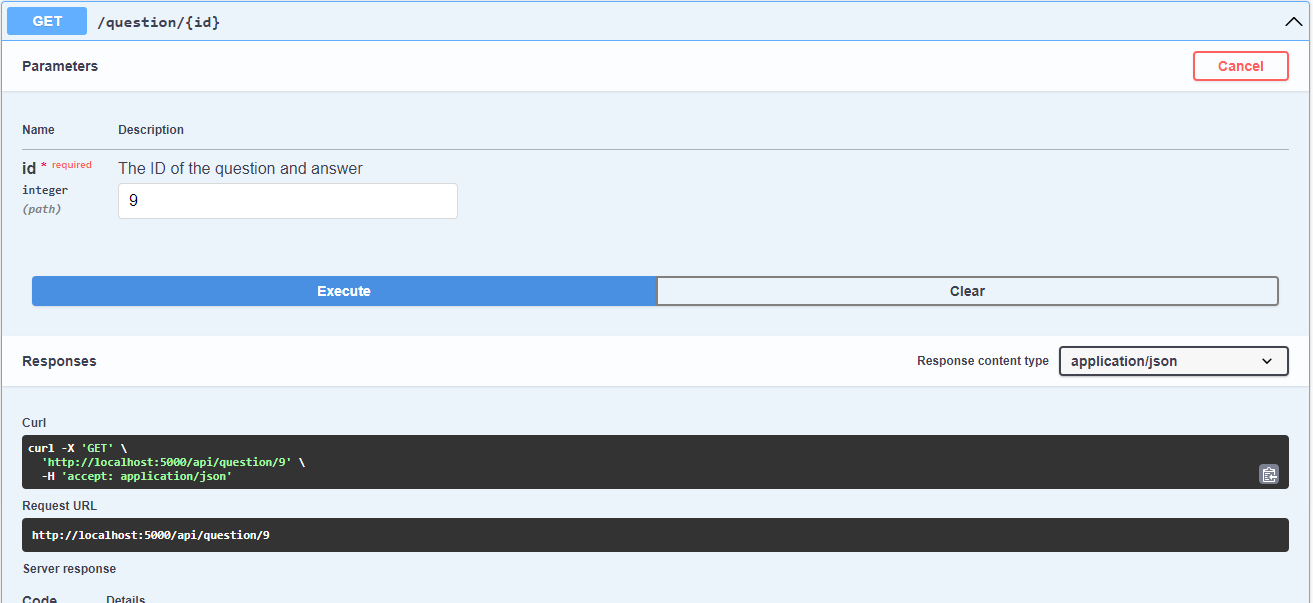 GET /question/{id}
Parameters Cancel
Name Description
id * required The ID of the question and answer
integer
(path)
9
Execute Clear
Responses Response content type application/json
Curl
curl -X 'GET' \
'http://localhost:5000/api/question/9' \
-H 'accept: application/json'
Request URL
http://localhost:5000/api/question/9
Server response
Code Details